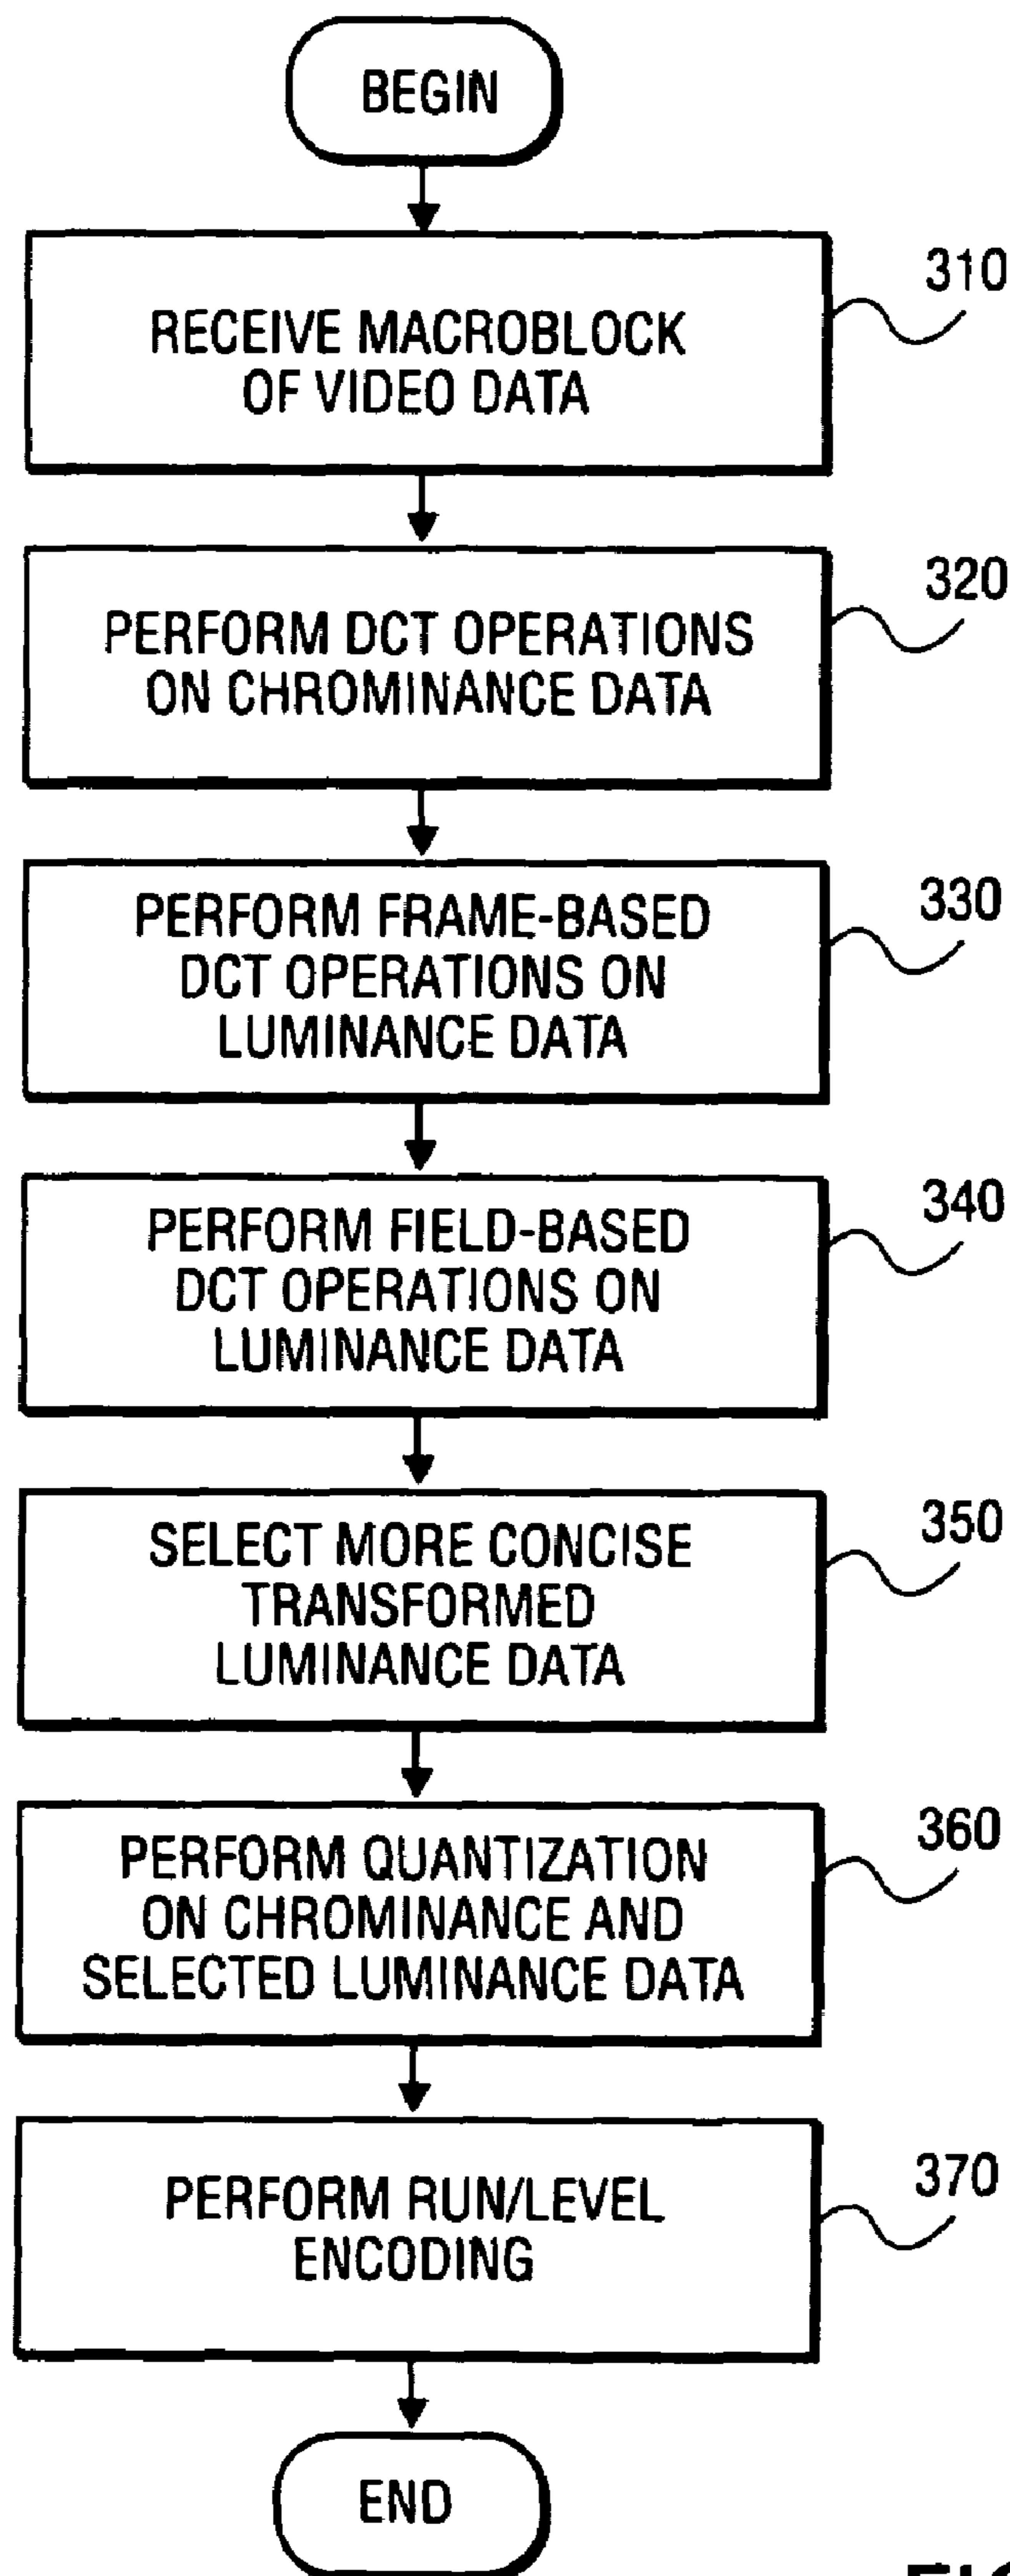 BEGIN
RECEIVE MACROBLOCK
OF VIDEO DATA
310
PERFORM DCT OPERATIONS
ON CHROMINANCE DATA
320
PERFORM FRAME-BASED
DCT OPERATIONS ON
LUMINANCE DATA
330
PERFORM FIELD-BASED
DCT OPERATIONS ON
LUMINANCE DATA
340
SELECT MORE CONCISE
TRANSFORMED
LUMINANCE DATA
350
PERFORM QUANTIZATION
ON CHROMINANCE AND
SELECTED LUMINANCE DATA
360
PERFORM RUN/LEVEL
ENCODING
370
END